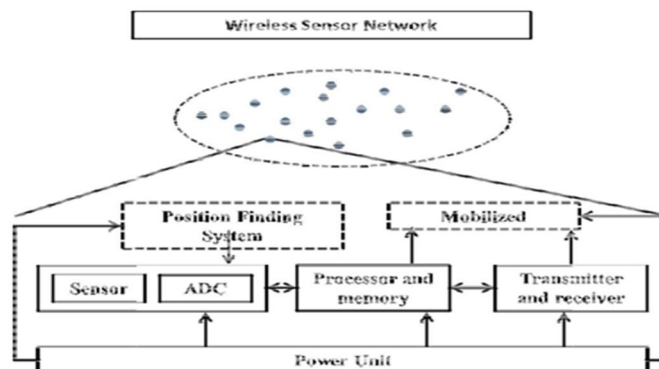 Wireless Sensor Network
Position Finding
System
Mobilized
Sensor
ADC
Processor and
memory
Transmitter
and receiver
Power Unit